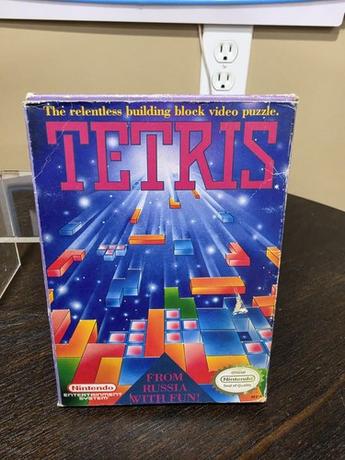 The relentless building block video puzzle.
TETRIS
FROM
RUSSIA
WITH FUN!
Nintendo
ENTERTAINMENT
SYSTEM
Official
Nintendo
Seal of Quality